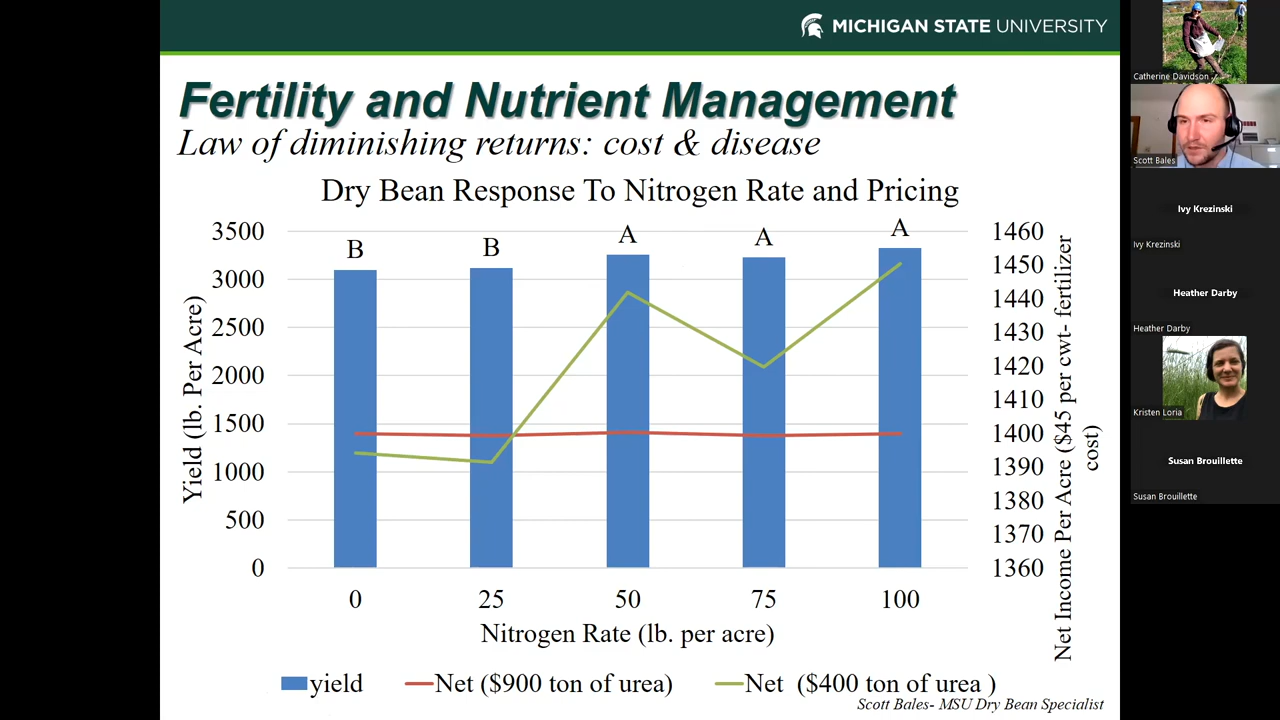 MICHIGAN STATE UNIVERSITY
Fertility and Nutrient Management
Law of diminishing returns: cost & disease
Dry Bean Response To Nitrogen Rate and Pricing
3500
3000
2500
2000
1500
1000
500
0
Yield (lb. Per Acre)
B
B
A
A
A
1460
1450
1440
1430
1420
1410
1400
1390
1380
1370
1360
Net Income Per Acre ($45 per cwt- fertilizer
cost)
0 25 50 75 100
Nitrogen Rate (lb. per acre)
yield Net ($900 ton of urea) Net ($400 ton of urea )
Scott Bales- MSU Dry Bean Specialist
Catherine Davidson
Scott Bales
Ivy Krezinski
Ivy Krezinski
Heather Darby
Heather Darby
Kristen Loria
Susan Brouillette
Susan Brouillette